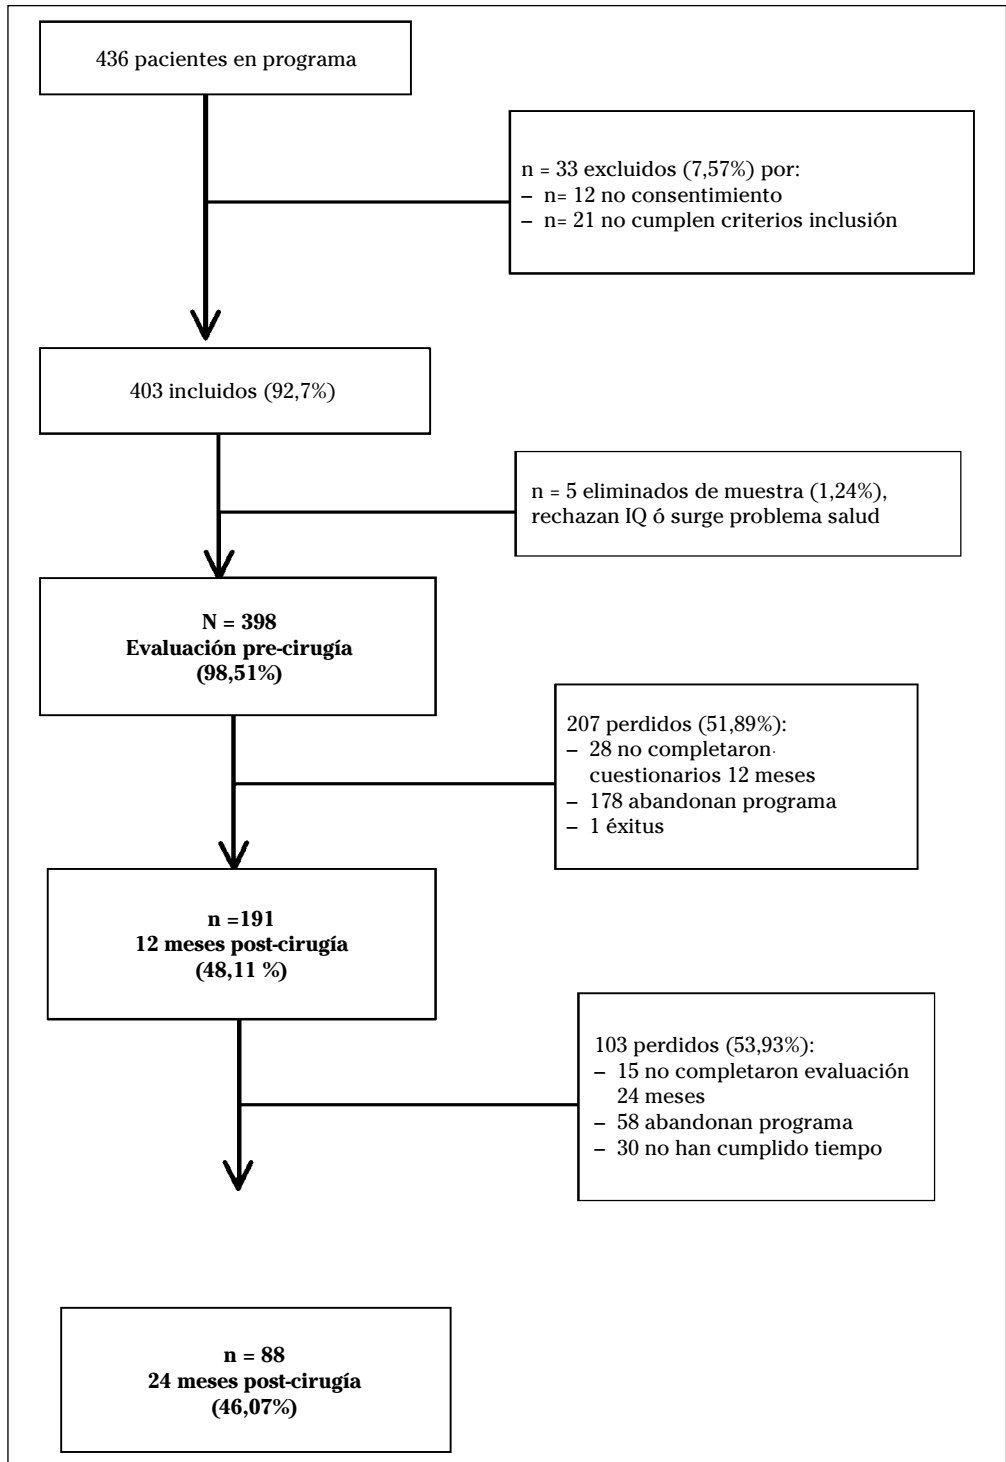 436 pacientes en programa
n = 33 excluidos (7,57%) por:
– n= 12 no consentimiento
– n= 21 no cumplen criterios inclusión
403 incluidos (92,7%)
n = 5 eliminados de muestra (1,24%),
rechazan IQ ó surge problema salud
N = 398
Evaluación pre-cirugía
(98,51%)
207 perdidos (51,89%):
– 28 no completaron
cuestionarios 12 meses
– 178 abandonan programa
– 1 éxitus
n =191
12 meses post-cirugía
(48,11 %)
103 perdidos (53,93%):
– 15 no completaron evaluación
24 meses
– 58 abandonan programa
– 30 no han cumplido tiempo
n = 88
24 meses post-cirugía
(46,07%)